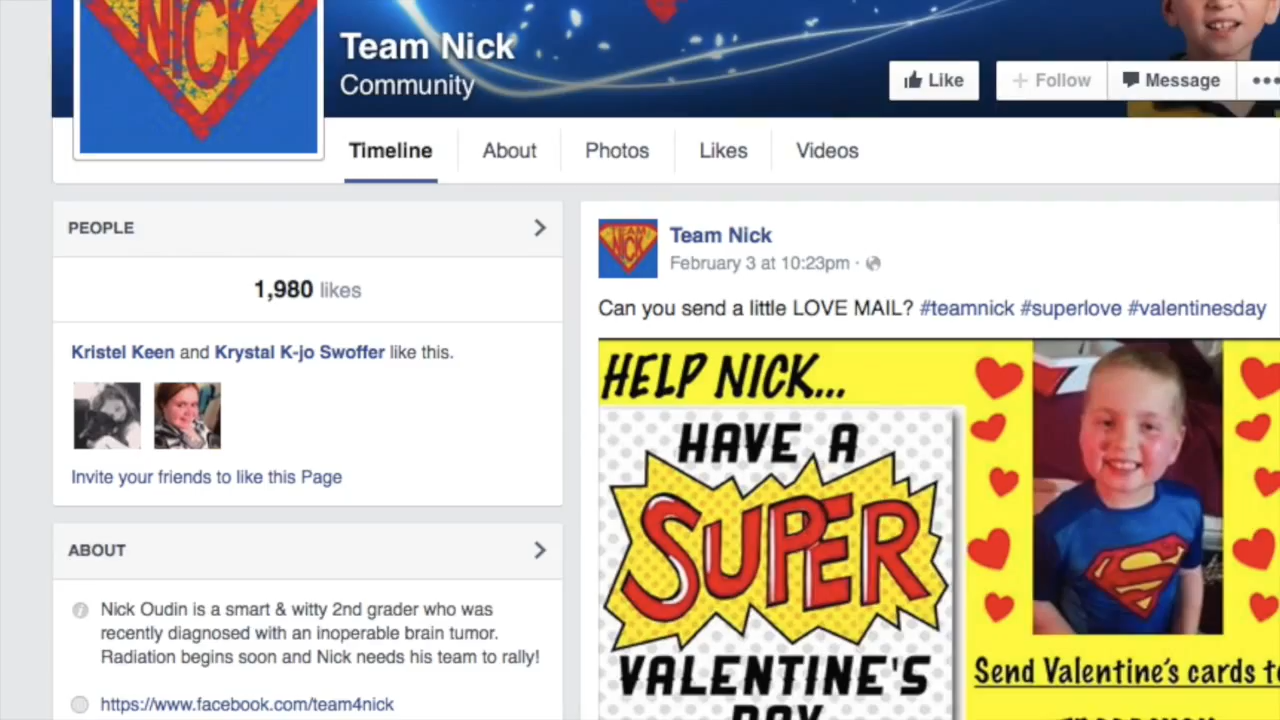 NICK
Team Nick
Community
Like
Follow
Message
Timeline
About
Photos
Likes
Videos
PEOPLE
1,980 likes
Kristel Keen and Krystal K-jo Swoffer like this.
Invite your friends to like this Page
ABOUT
Nick Oudin is a smart & witty 2nd grader who was
recently diagnosed with an inoperable brain tumor.
Radiation begins soon and Nick needs his team to rally!
https://www.facebook.com/team4nick
TEAM
NICK
Team Nick
February 3 at 10:23pm ·
Can you send a little LOVE MAIL? #teamnick #superlove #valentinesday
HELP NICK...
HAVE A
SUPER
VALENTINE'S
DAY
S
Send Valentine's cards to